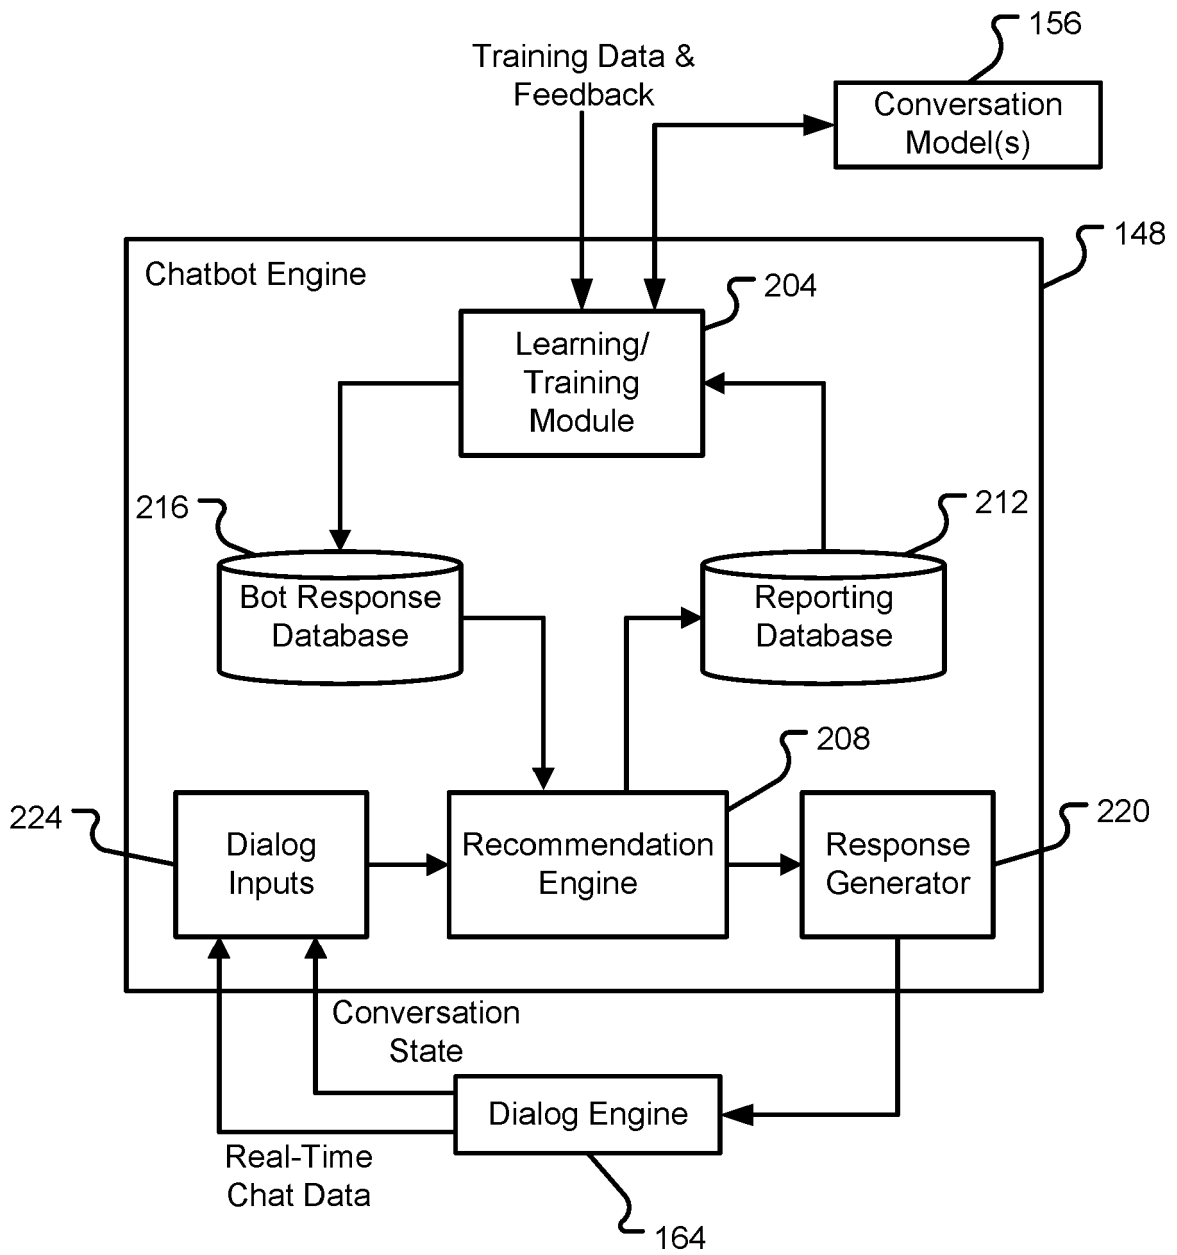 156
Training Data &
Feedback
Conversation
Model(s)
148
Chatbot Engine
204
Learning/
Training
Module
216
212
Bot Response
Database
Reporting
Database
208
224
220
Dialog
Inputs
Recommendation
Engine
Response
Generator
Conversation
State
Dialog Engine
Real-Time
Chat Data
164